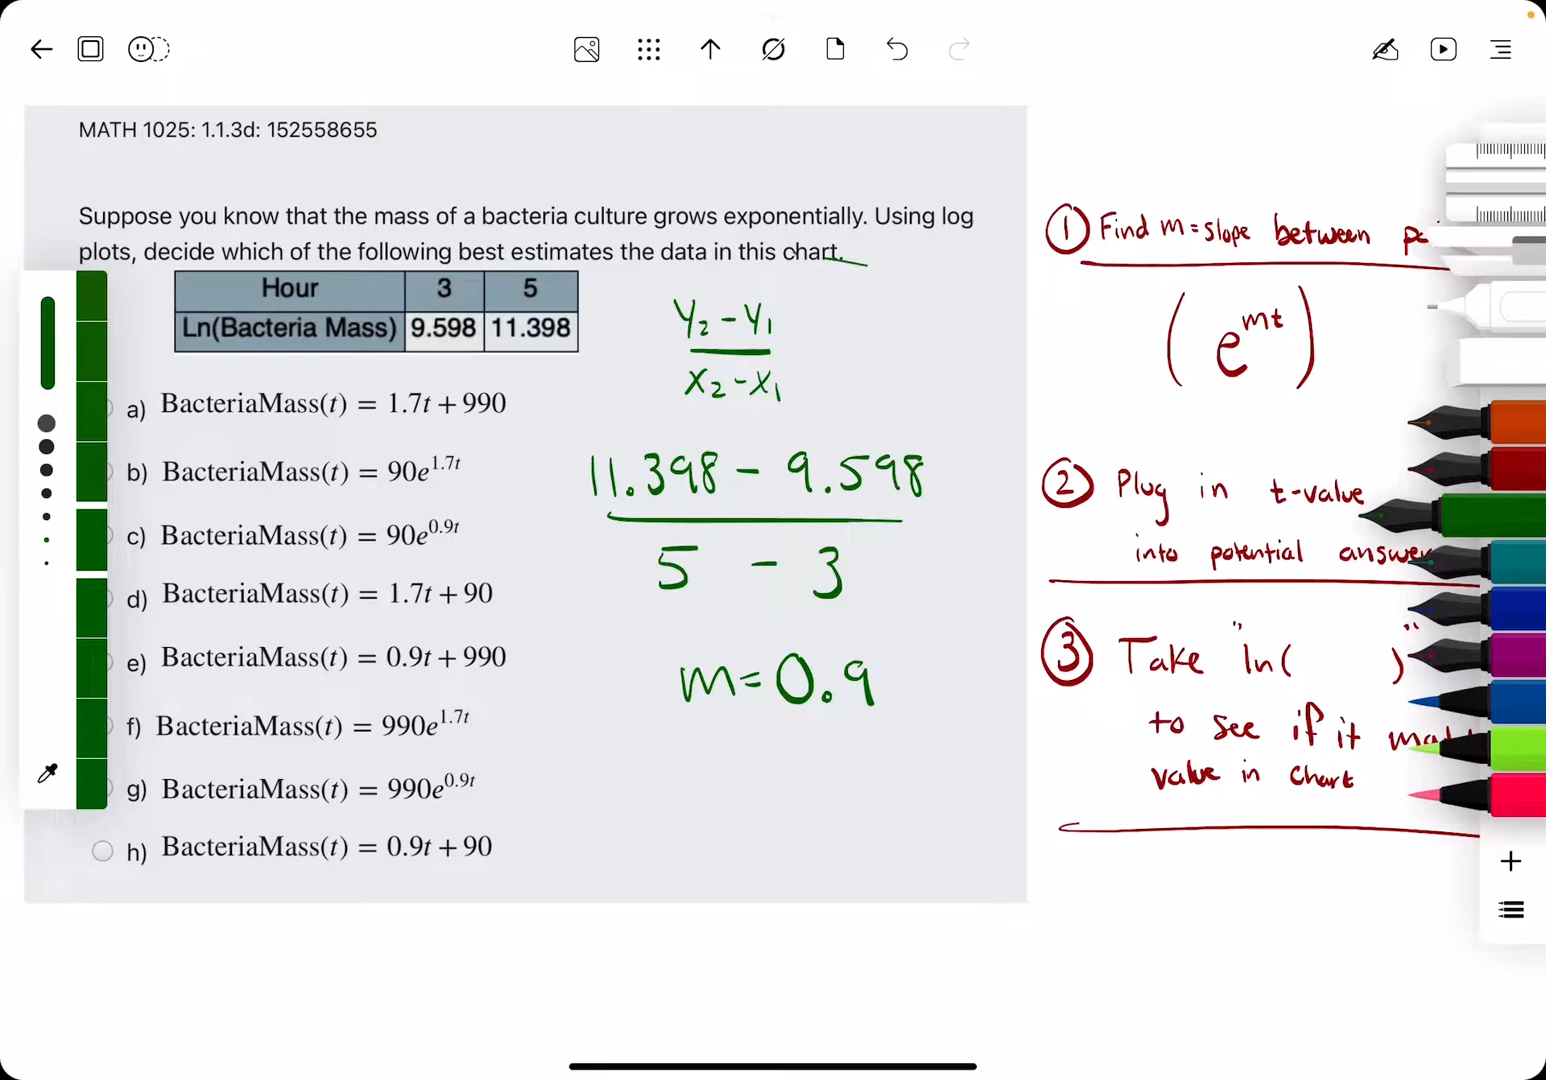 MATH 1025: 1.1.3d: 152558655
Suppose you know that the mass of a bacteria culture grows exponentially. Using log
plots, decide which of the following best estimates the data in this chart.
Hour 3 5
Ln(Bacteria Mass) 9.598 11.398
a) BacteriaMass(t) = 1.7t + 990
b) BacteriaMass(t) = 90e^1.7t
c) BacteriaMass(t) = 90e^0.9t
d) BacteriaMass(t) = 1.7t + 90
e) BacteriaMass(t) = 0.9t + 990
f) BacteriaMass(t) = 990e^1.7t
g) BacteriaMass(t) = 990e^0.9t
h) BacteriaMass(t) = 0.9t + 90
y₂ - y₁
x₂ - x₁
11.398 - 9.598
5 - 3
m = 0.9
① Find m = slope between
(e^mt)
② Plug in t-value
into potential answer
③ Take "ln( )"
to see if it
value in chart